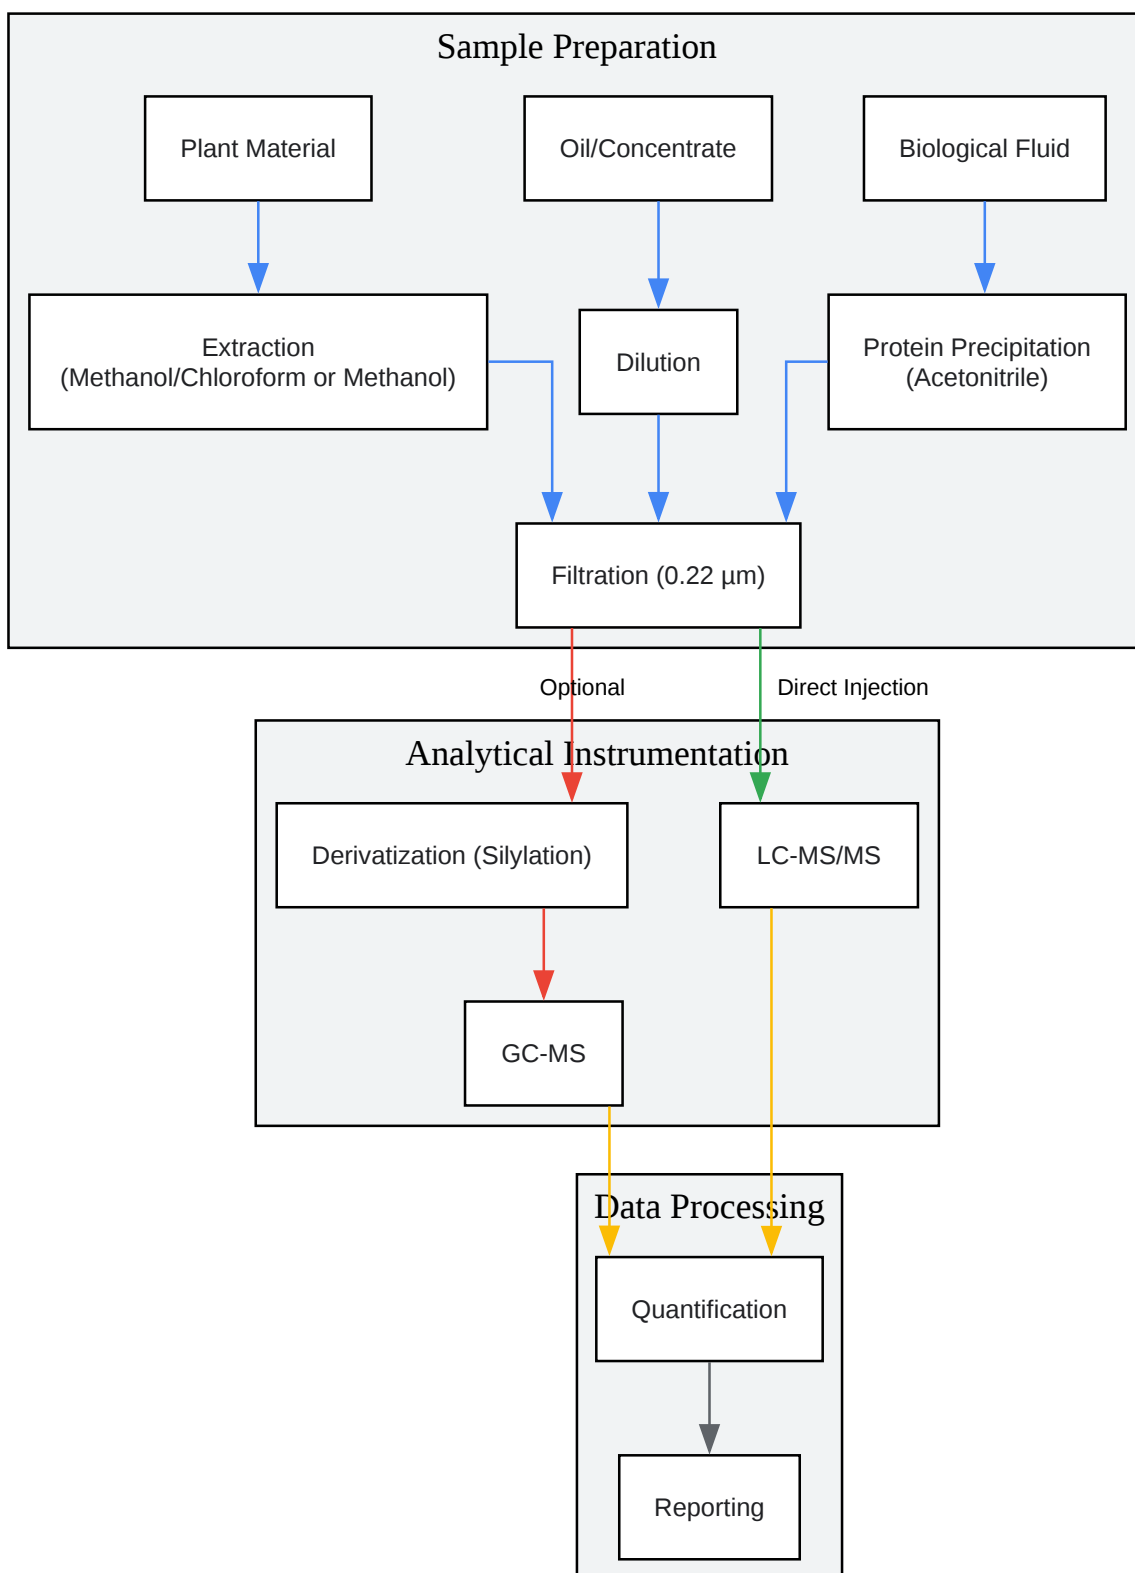 Sample Preparation
Plant Material
Oil/Concentrate
Biological Fluid
Extraction
(Methanol/Chloroform or Methanol)
Dilution
Protein Precipitation
(Acetonitrile)
Filtration (0.22 µm)
Optional
Direct Injection
Analytical Instrumentation
Derivatization (Silylation)
LC-MS/MS
GC-MS
Data Processing
Quantification
Reporting